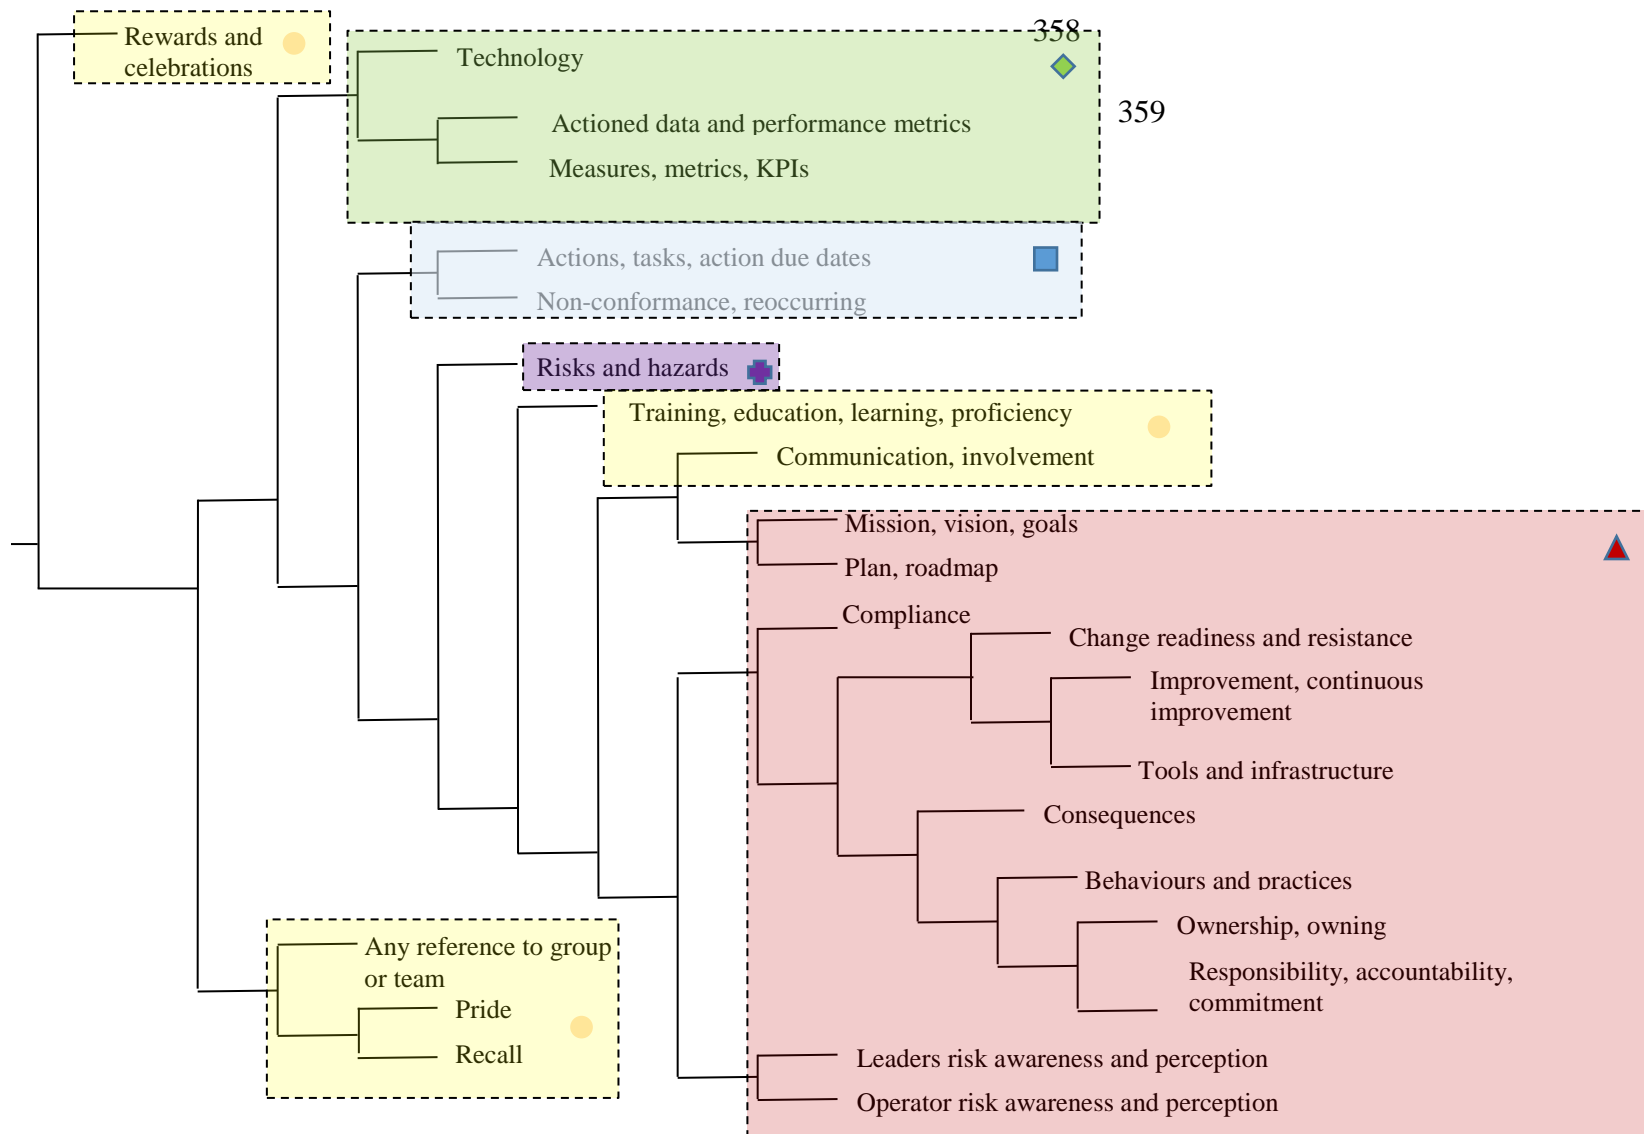 358
Rewards and
celebrations
Technology
359
Actioned data and performance metrics
Measures, metrics, KPIs
Actions, tasks, action due dates
Non-conformance, reoccurring
Risks and hazards
Training, education, learning, proficiency
Communication, involvement
Mission, vision, goals
Plan, roadmap
Compliance
Change readiness and resistance
Improvement, continuous
improvement
Tools and infrastructure
Consequences
Behaviours and practices
Ownership, owning
Responsibility, accountability,
commitment
Any reference to group
or team
Pride
Recall
Leaders risk awareness and perception
Operator risk awareness and perception